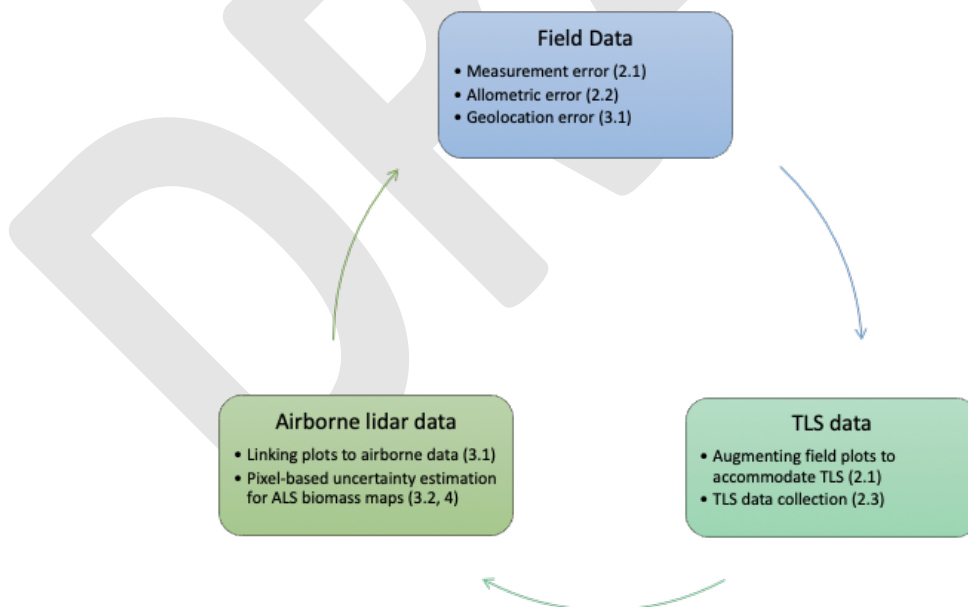 Field Data
• Measurement error (2.1)
• Allometric error (2.2)
• Geolocation error (3.1)
Airborne lidar data
• Linking plots to airborne data (3.1)
• Pixel-based uncertainty estimation
for ALS biomass maps (3.2, 4)
TLS data
• Augmenting field plots to
accommodate TLS (2.1)
• TLS data collection (2.3)